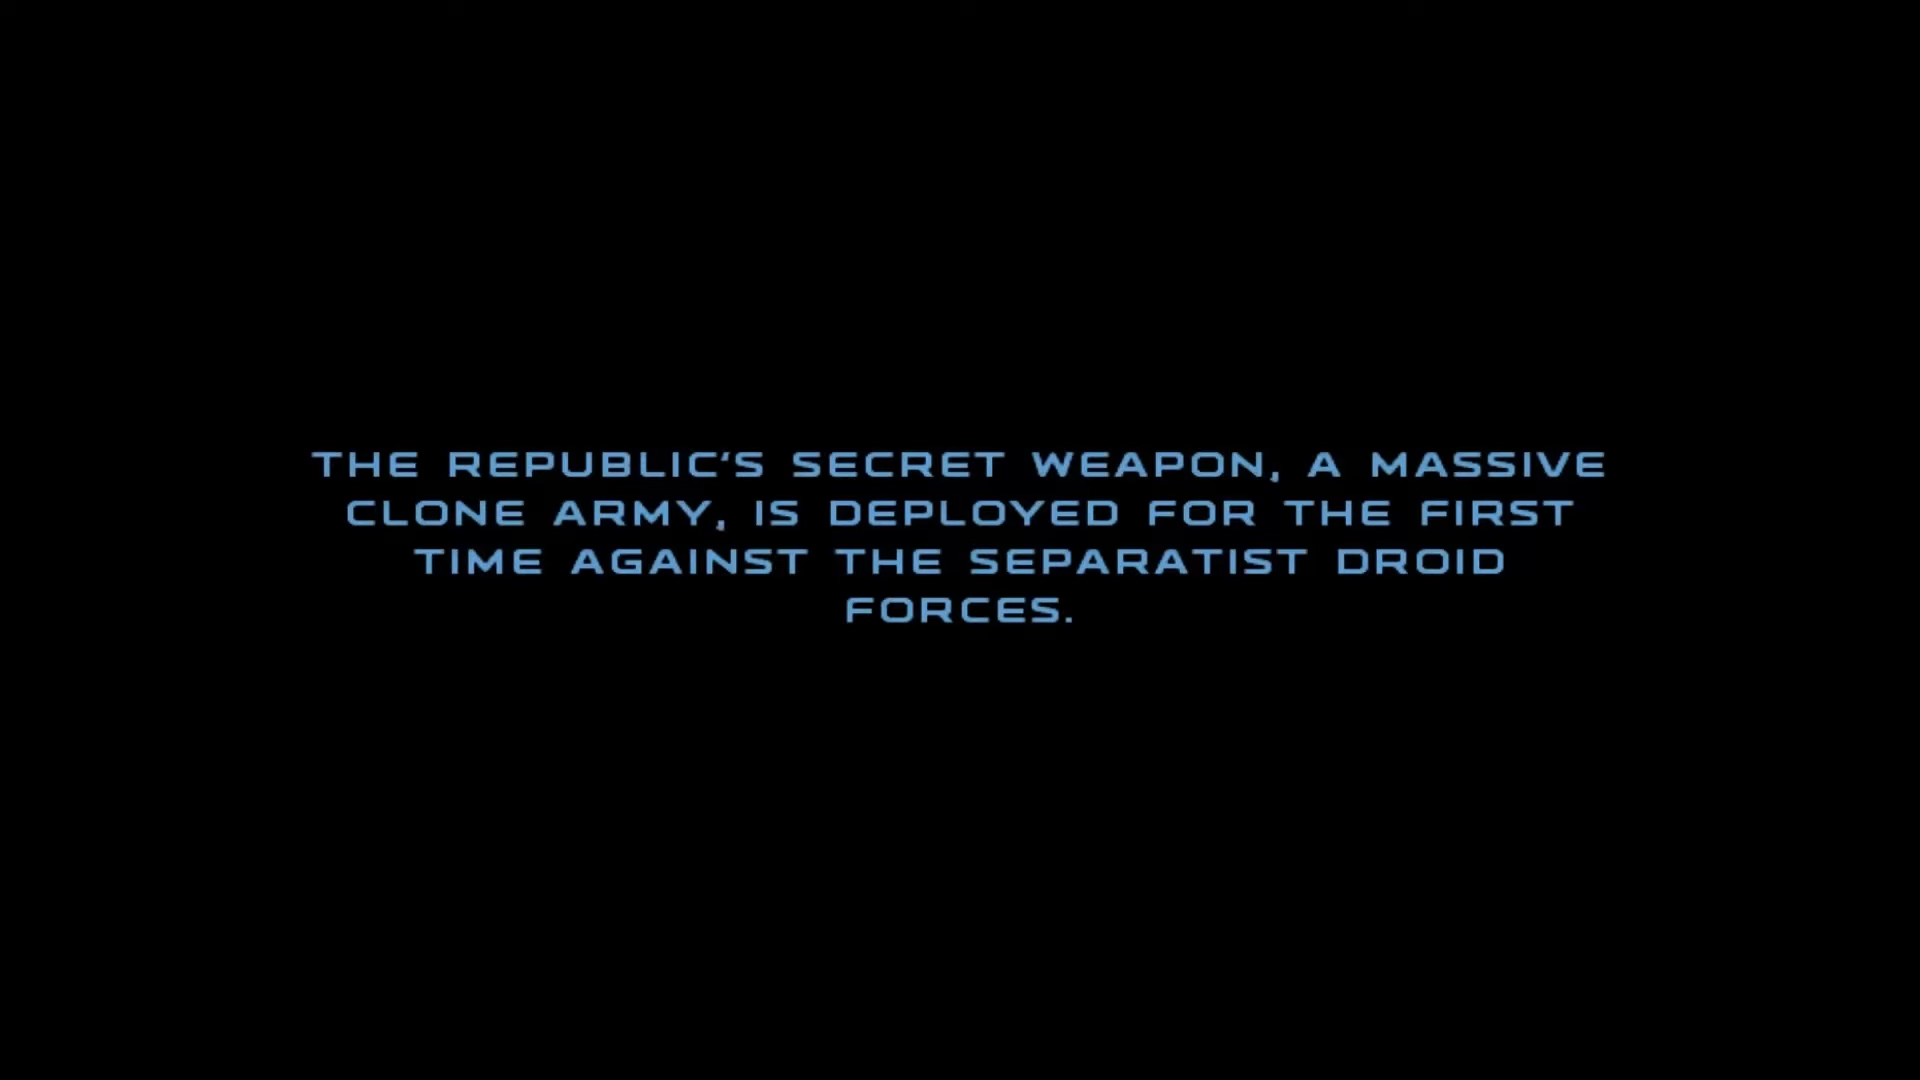 THE REPUBLIC'S SECRET WEAPON, A MASSIVE
CLONE ARMY, IS DEPLOYED FOR THE FIRST
TIME AGAINST THE SEPARATIST DROID
FORCES.